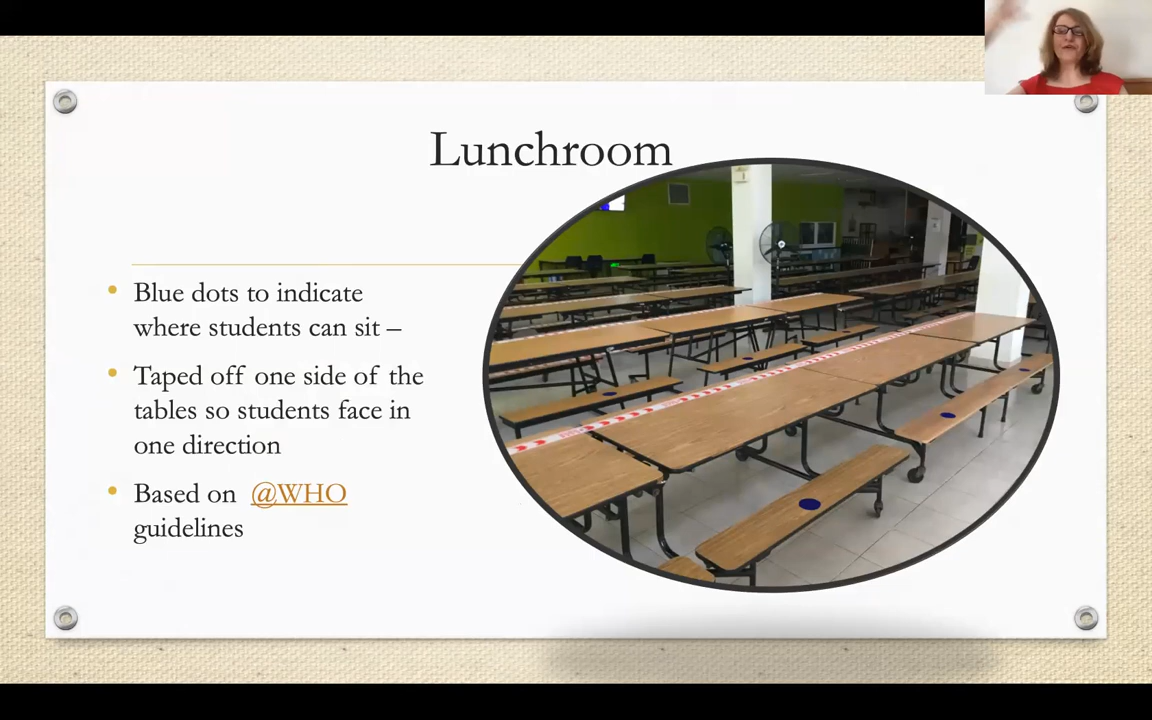 Lunchroom
Blue dots to indicate
where students can sit –
Taped off one side of the
tables so students face in
one direction
Based on @WHO
guidelines